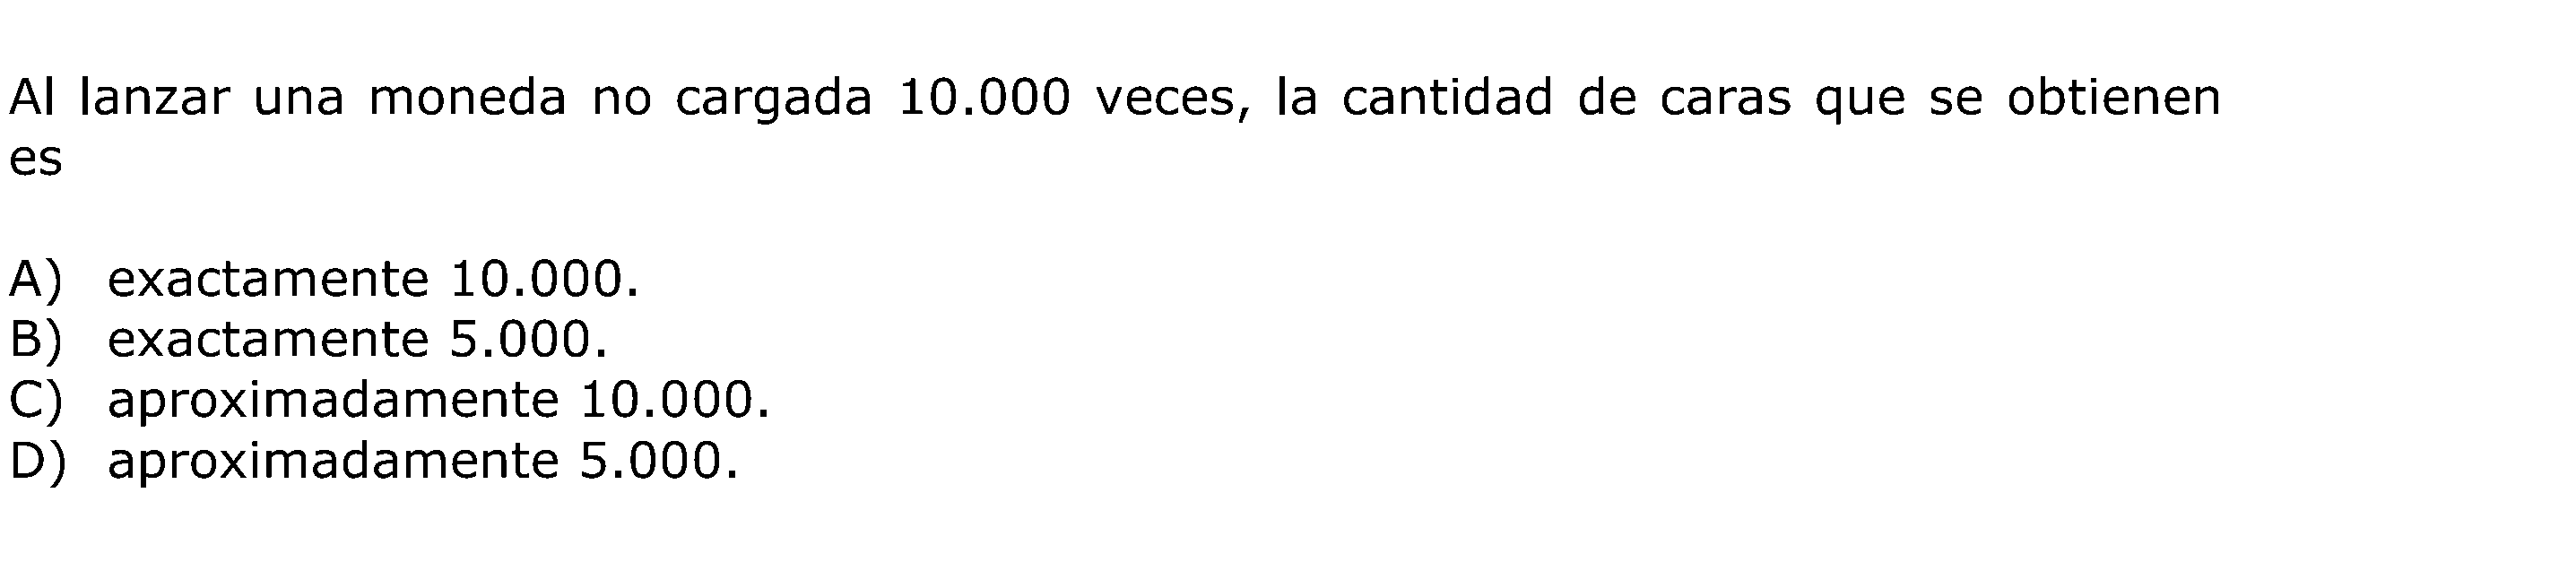 Al lanzar una moneda no cargada 10.000 veces, la cantidad de caras que se obtienen
es
A) exactamente 10.000.
B) exactamente 5.000.
C) aproximadamente 10.000.
D) aproximadamente 5.000.